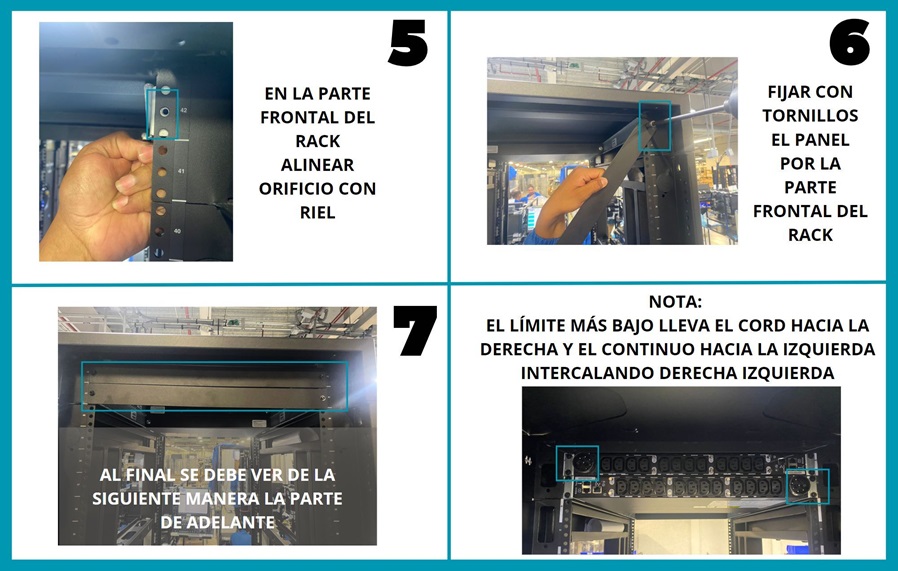 5
EN LA PARTE
FRONTAL DEL
RACK
ALINEAR
ORIFICIO CON
RIEL
42
41
40
6
FIJAR CON
TORNILLOS
EL PANEL
POR LA
PARTE
FRONTAL DEL
RACK
7
AL FINAL SE DEBE VER DE LA
SIGUIENTE MANERA LA PARTE
DE ADELANTE
NOTA:
EL LÍMITE MÁS BAJO LLEVA EL CORD HACIA LA
DERECHA Y EL CONTINUO HACIA LA IZQUIERDA
INTERCALANDO DERECHA IZQUIERDA